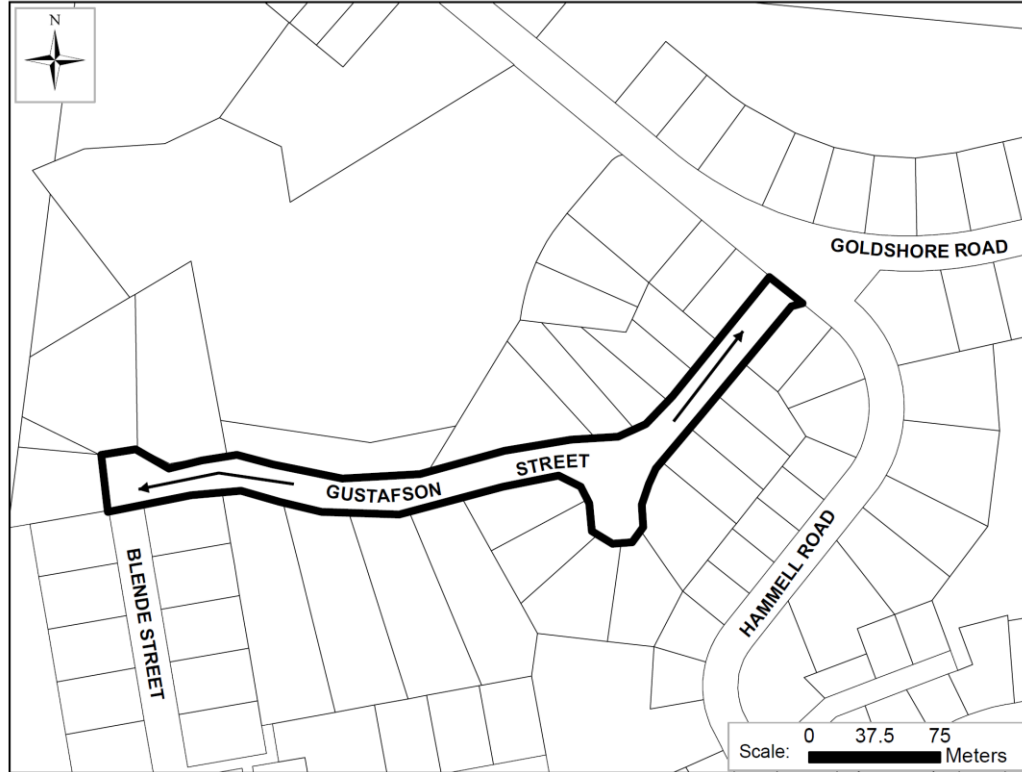 N
GOLDSHORE ROAD
STREET
GUSTAFSON
BLENDE STREET
HAMMELL ROAD
0 37.5 75
Scale: Meters